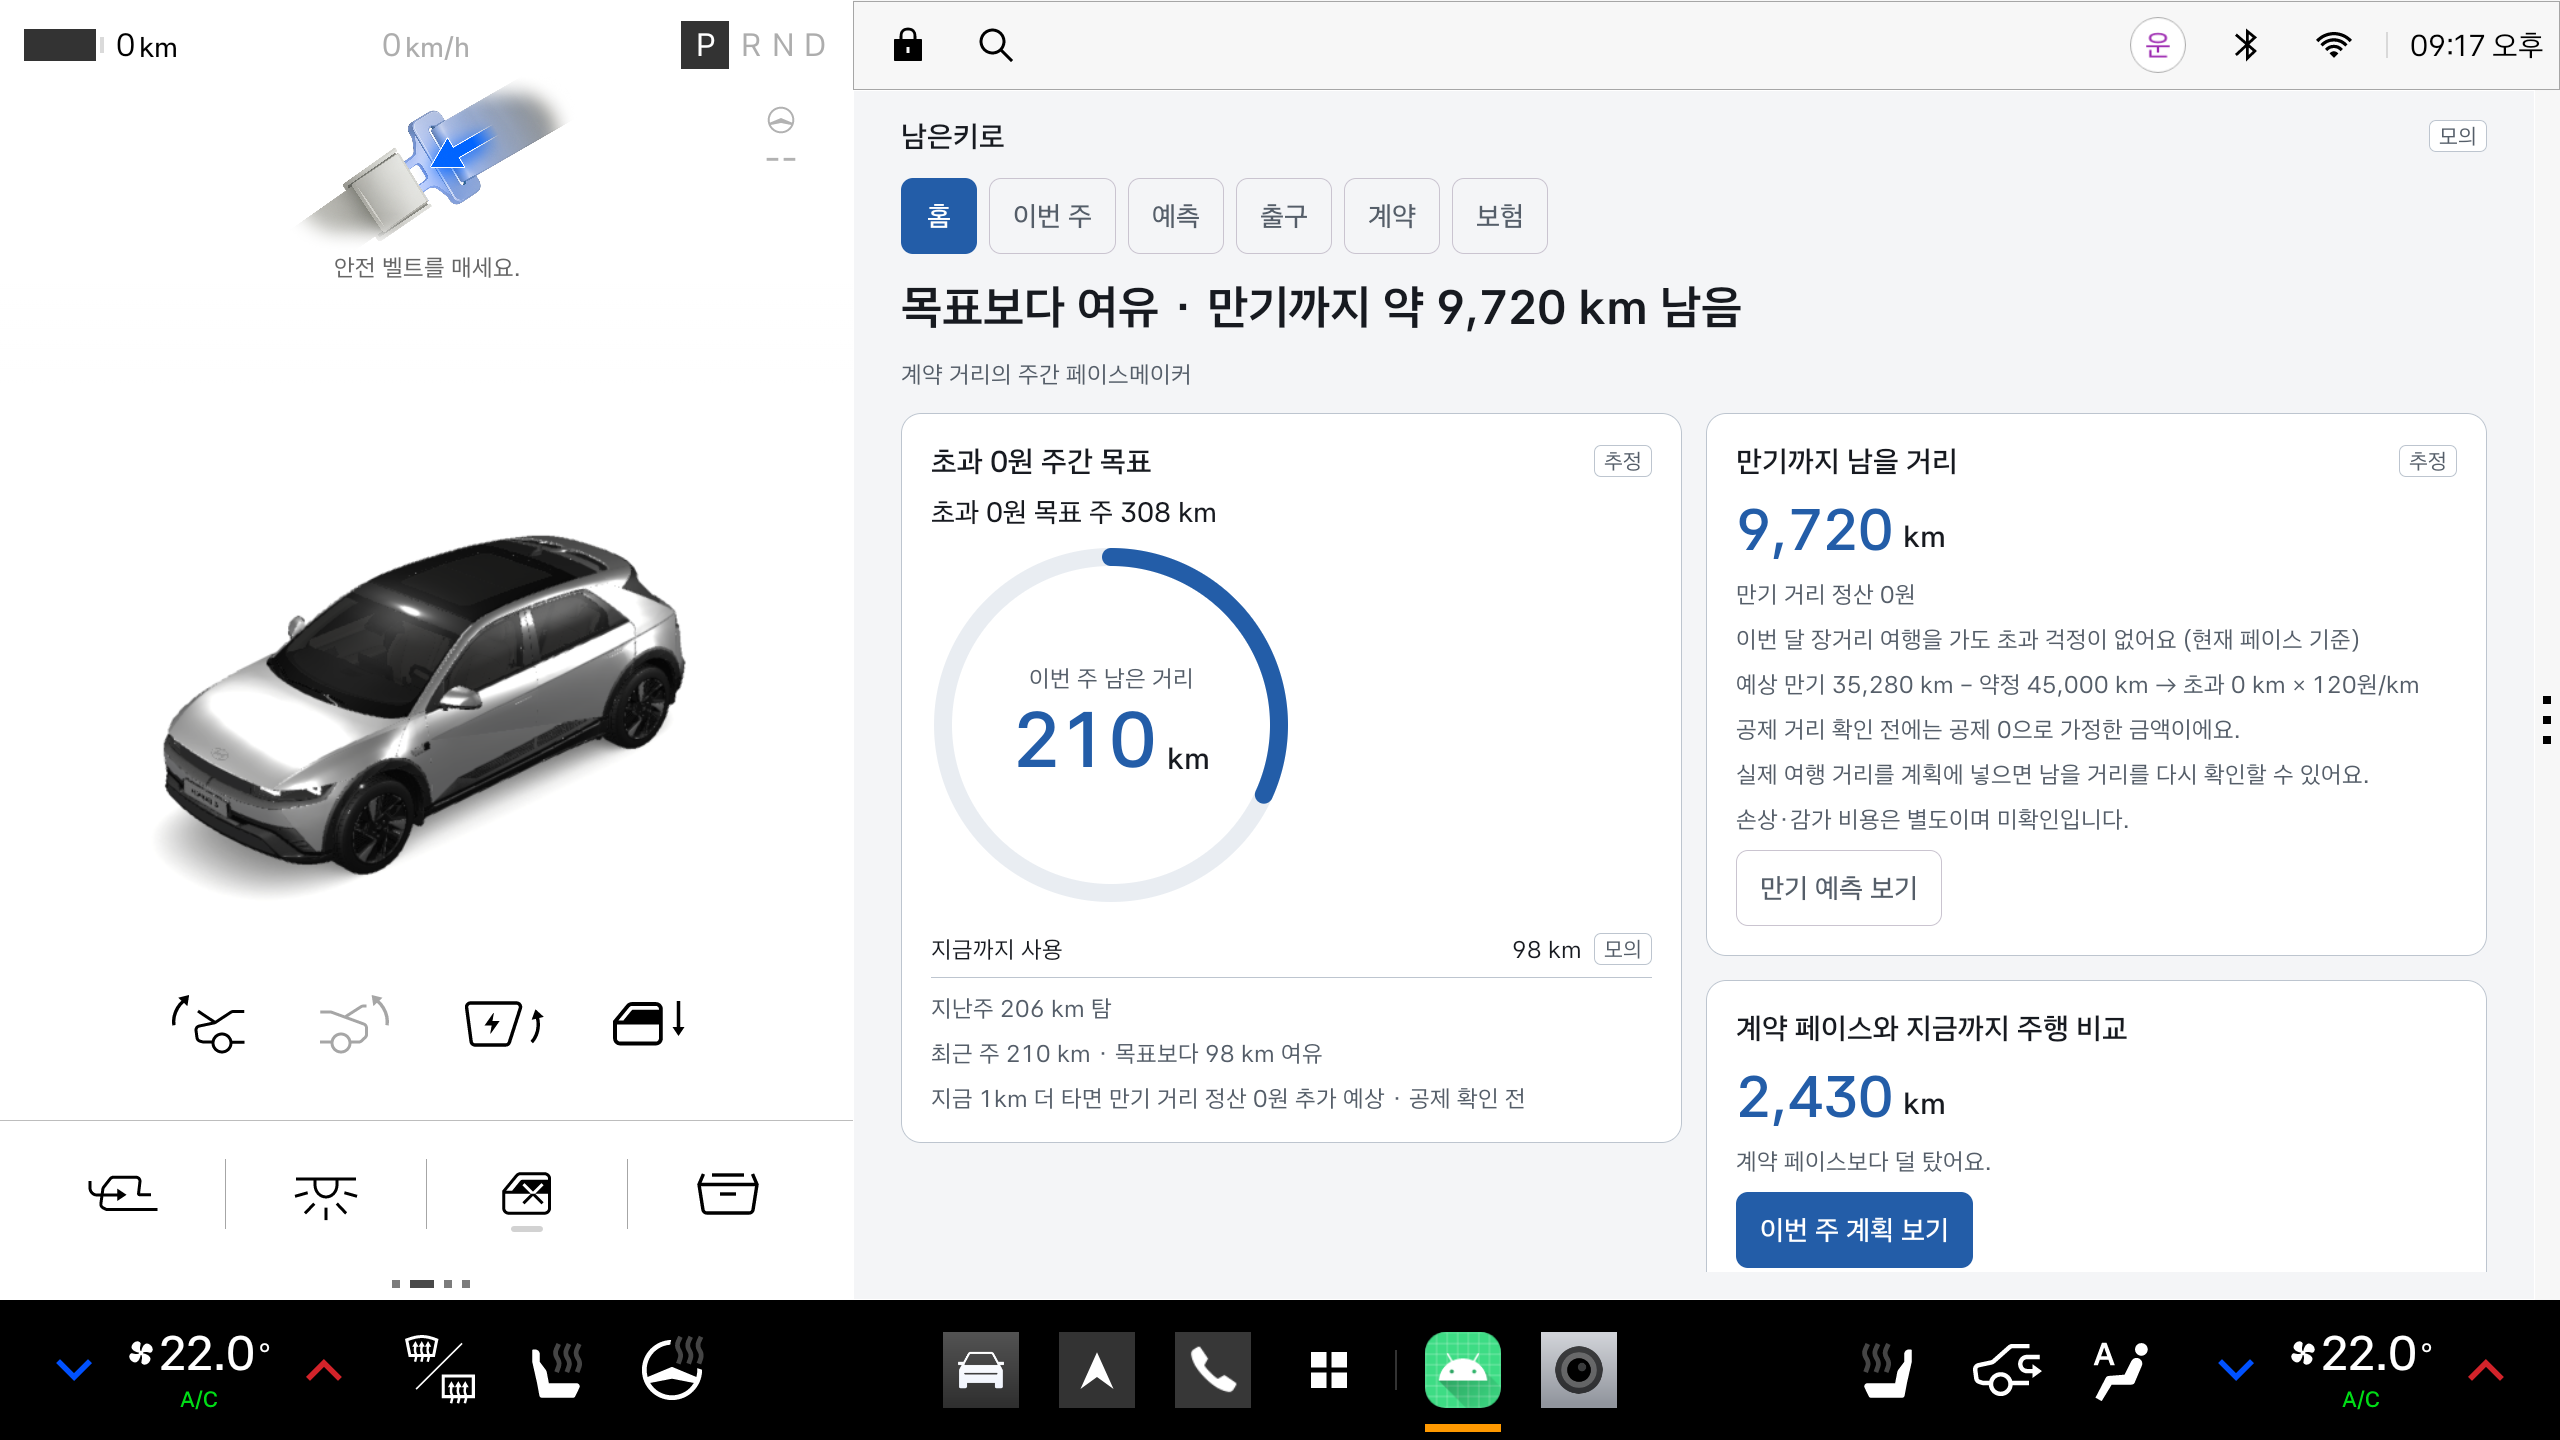 0 km
0 km/h
P R N D
운
09:17 오후
안전 벨트를 매세요.
남은키로
모의
홈
이번 주
예측
출구
계약
보험
목표보다 여유 · 만기까지 약 9,720 km 남음
계약 거리의 주간 페이스메이커
초과 0원 주간 목표
추정
초과 0원 목표 주 308 km
이번 주 남은 거리
210 km
지금까지 사용
98 km
모의
지난주 206 km 탐
최근 주 210 km · 목표보다 98 km 여유
지금 1km 더 타면 만기 거리 정산 0원 추가 예상 · 공제 확인 전
만기까지 남을 거리
추정
9,720 km
만기 거리 정산 0원
이번 달 장거리 여행을 가도 초과 걱정이 없어요 (현재 페이스 기준)
예상 만기 35,280 km − 약정 45,000 km → 초과 0 km × 120원/km
공제 거리 확인 전에는 공제 0으로 가정한 금액이에요.
실제 여행 거리를 계획에 넣으면 남을 거리를 다시 확인할 수 있어요.
손상·감가 비용은 별도이며 미확인입니다.
만기 예측 보기
계약 페이스와 지금까지 주행 비교
2,430 km
계약 페이스보다 덜 탔어요.
이번 주 계획 보기
22.0°
A/C
A
22.0°
A/C